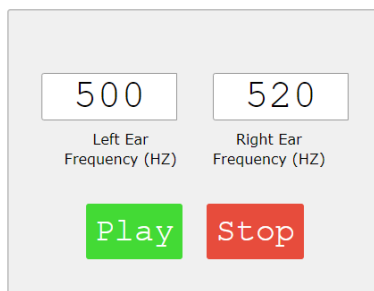 500 520
Left Ear Right Ear
Frequency (HZ) Frequency (HZ)
Play Stop